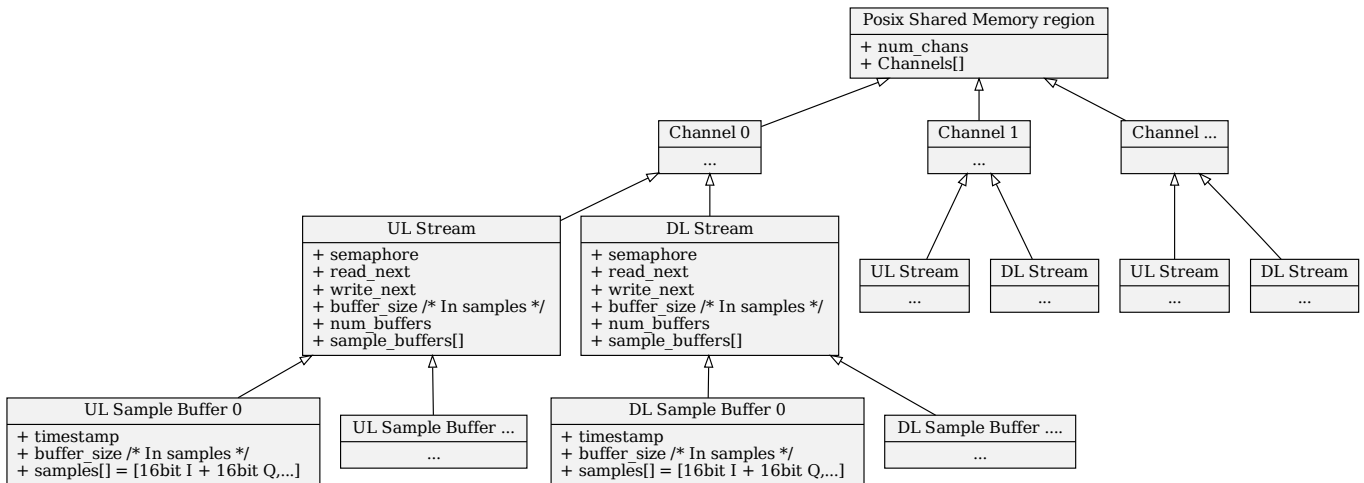 Posix Shared Memory region
+ num_chans
+ Channels[]
Channel 0
...
Channel 1
...
Channel ...
UL Stream
+ semaphore
+ read_next
+ write_next
+ buffer_size /* In samples */
+ num_buffers
+ sample_buffers[]
DL Stream
+ semaphore
+ read_next
+ write_next
+ buffer_size /* In samples */
+ num_buffers
+ sample_buffers[]
UL Stream
...
DL Stream
...
UL Stream
...
DL Stream
...
UL Sample Buffer 0
+ timestamp
+ buffer_size /* In samples */
+ samples[] = [16bit I + 16bit Q,...]
UL Sample Buffer ...
...
DL Sample Buffer 0
+ timestamp
+ buffer_size /* In samples */
+ samples[] = [16bit I + 16bit Q,...]
DL Sample Buffer ....
...